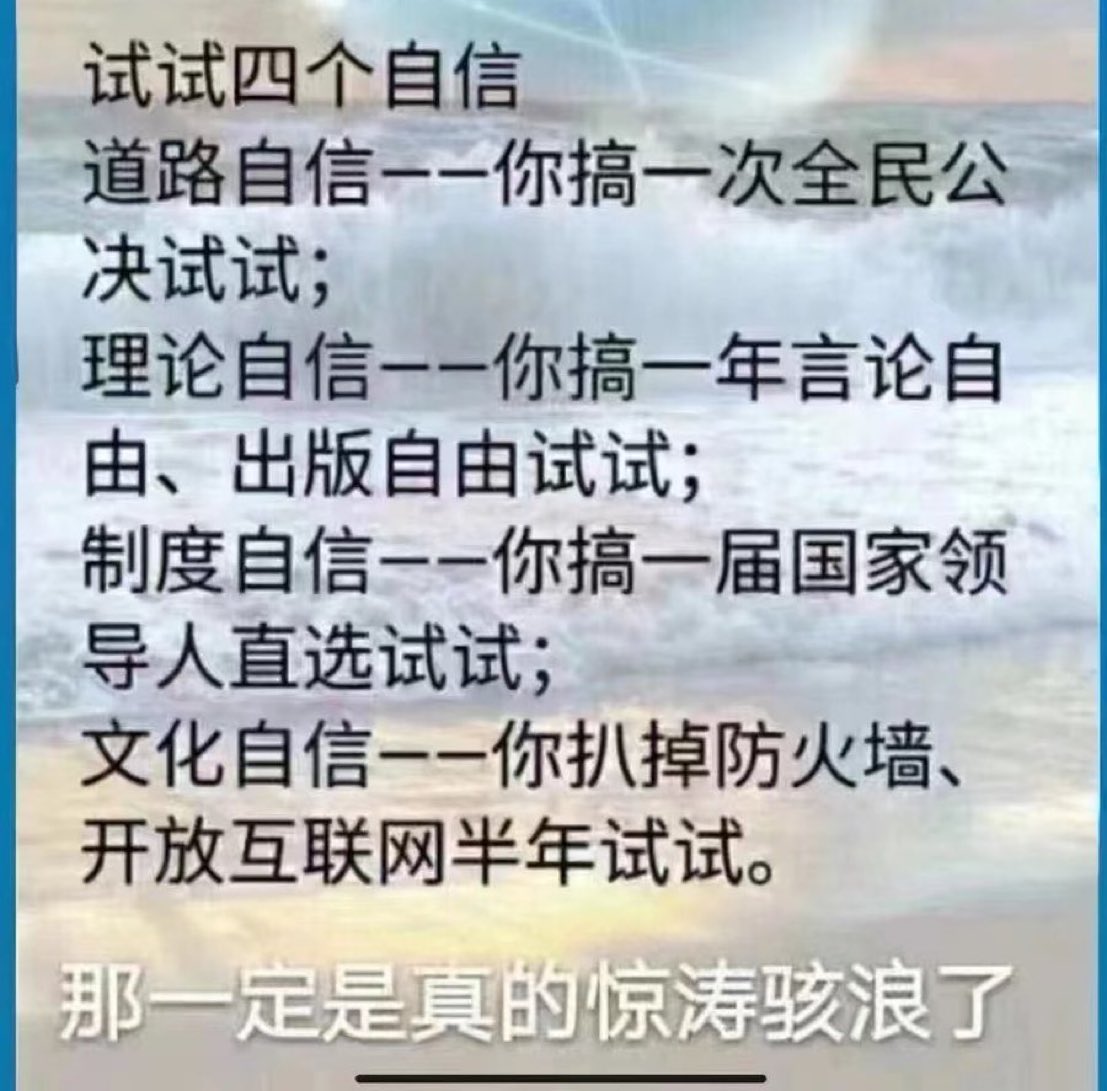 试试四个自信
道路自信——你搞一次全民公
决试试；
理论自信——你搞一年言论自
由、出版自由试试；
制度自信——你搞一届国家领
导人直选试试；
文化自信——你扒掉防火墙、
开放互联网半年试试。
那一定是真的惊涛骇浪了